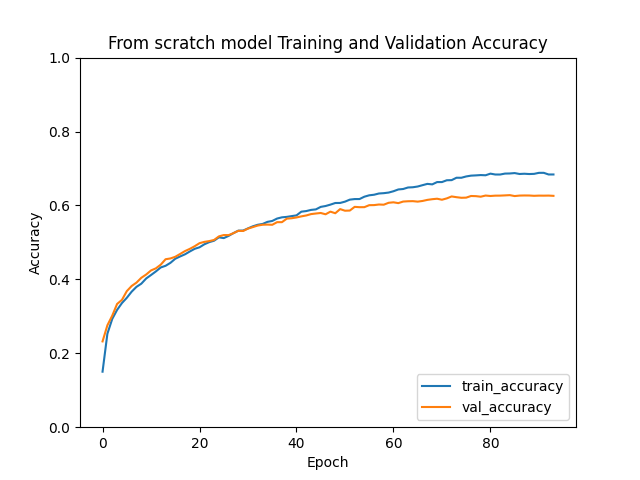 From scratch model Training and Validation Accuracy
1.0
0.8
0.6
0.4
0.2
0.0
Accuracy
0 20 40 60 80
Epoch
train_accuracy
val_accuracy